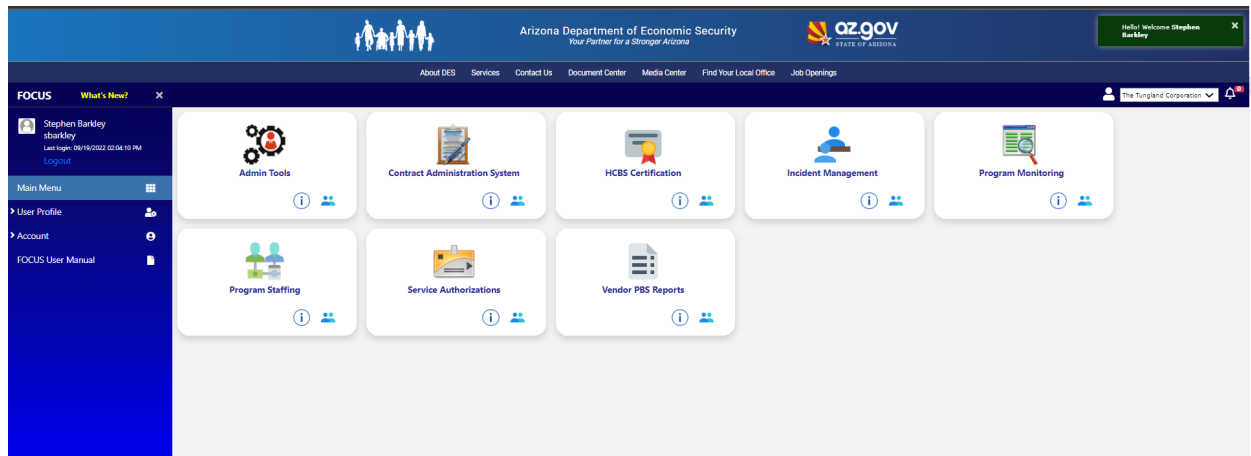 Arizona Department of Economic Security
Your Partner for a Stronger Arizona
az.gov
STATE OF ARIZONA
Hello! Welcome Stephen
Barkley
×
About DES Services Contact Us Document Center Media Center Find Your Local Office Job Openings
FOCUS What's New? ×
The Tungland Corporation
0
Stephen Barkley
sbarkley
Last login: 09/19/2022 02:04:10 PM
Logout
Main Menu
User Profile
Account
FOCUS User Manual
Admin Tools
Contract Administration System
HCBS Certification
Incident Management
Program Monitoring
Program Staffing
Service Authorizations
Vendor PBS Reports